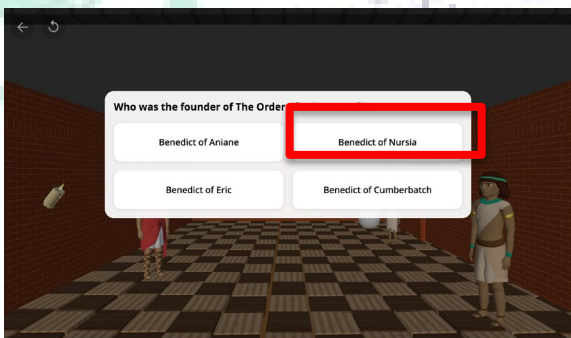 Who was the founder of The Order
Benedict of Aniane
Benedict of Nursia
Benedict of Eric
Benedict of Cumberbatch